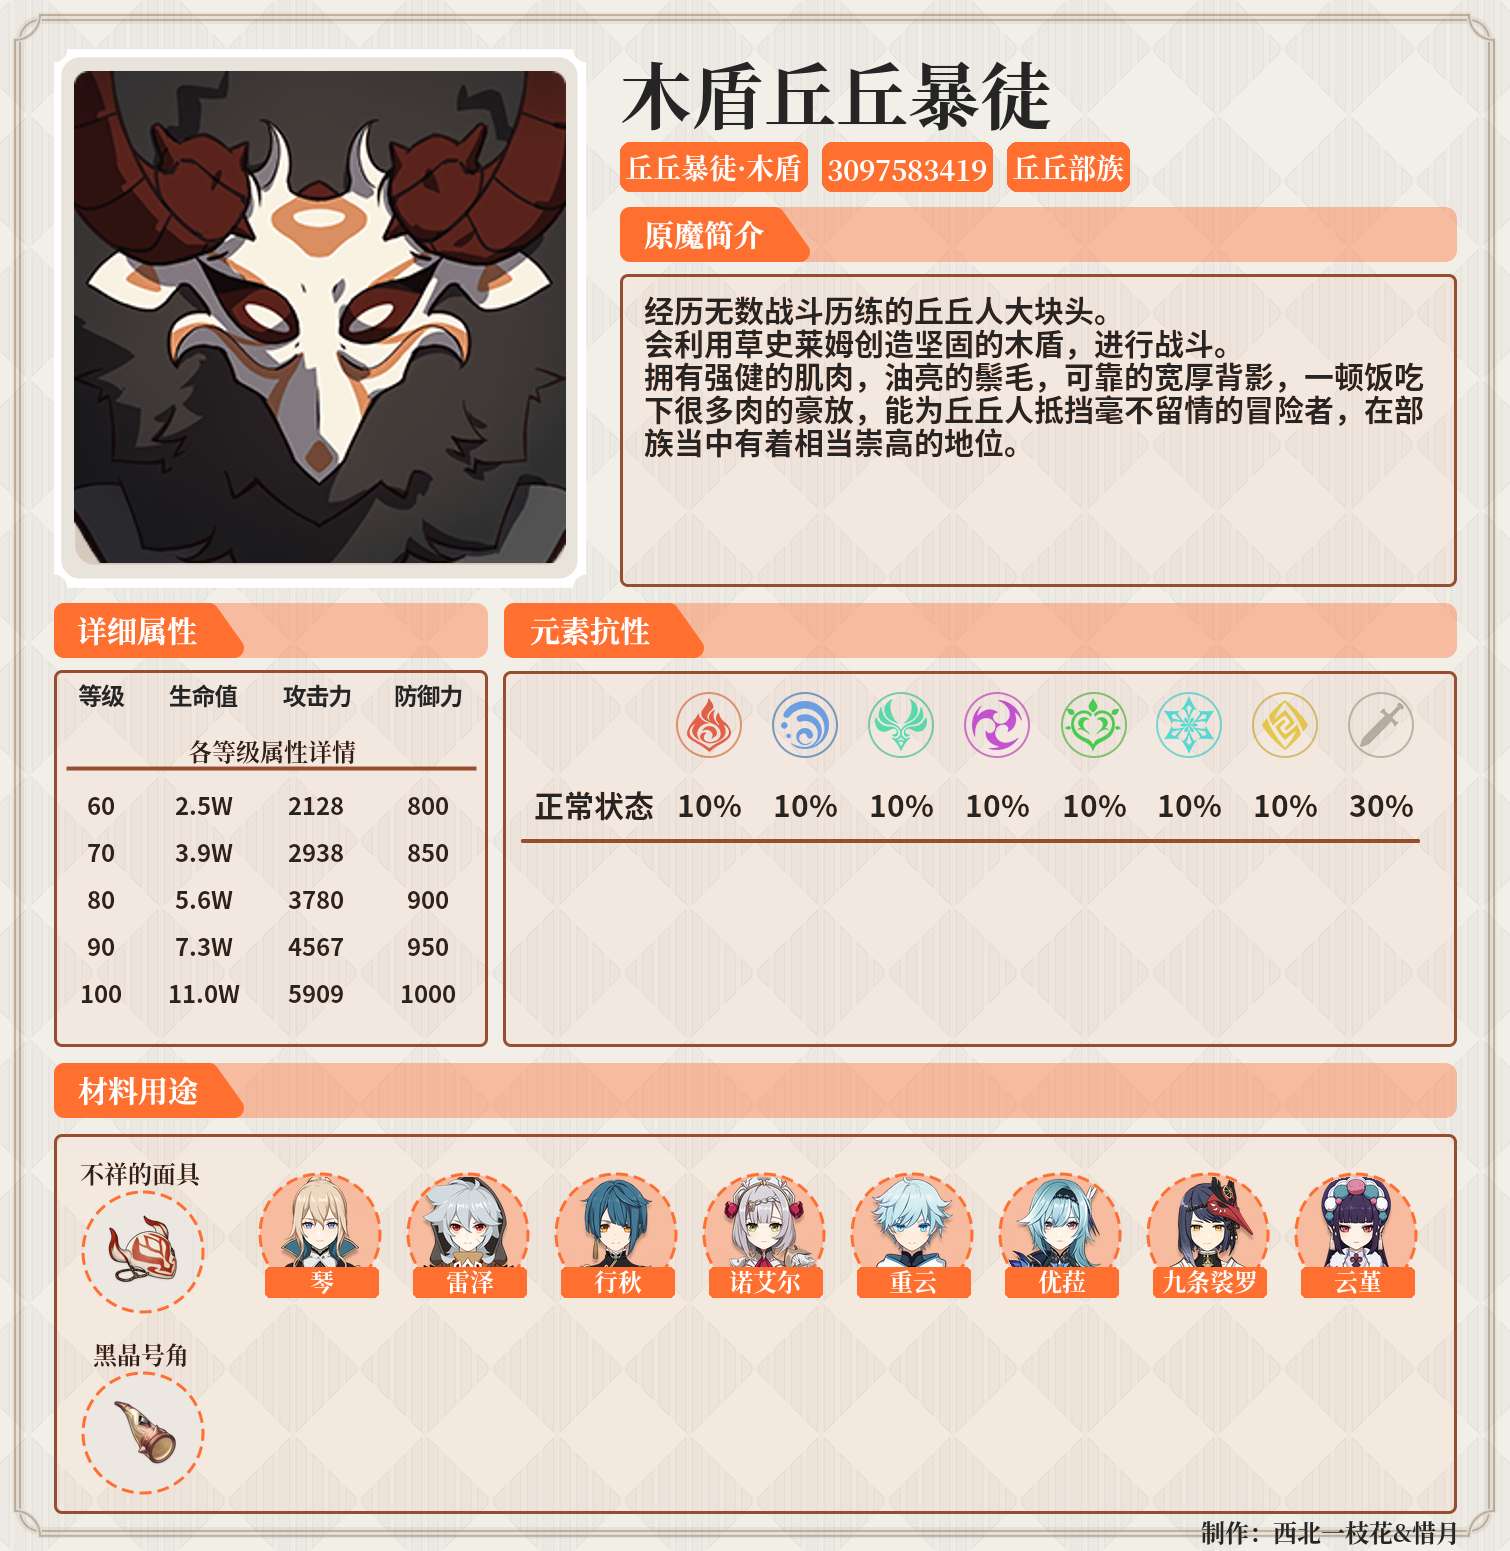 木盾丘丘暴徒
丘丘暴徒·木盾 3097583419 丘丘部族
原魔简介
经历无数战斗历练的丘丘人大块头。
会利用草史莱姆创造坚固的木盾，进行战斗。
拥有强健的肌肉，油亮的鬃毛，可靠的宽厚背影，一顿饭吃
下很多肉的豪放，能为丘丘人抵挡毫不留情的冒险者，在部
族当中有着相当崇高的地位。
详细属性
等级 生命值 攻击力 防御力
各等级属性详情
60 2.5W 2128 800
70 3.9W 2938 850
80 5.6W 3780 900
90 7.3W 4567 950
100 11.0W 5909 1000
元素抗性
正常状态 10% 10% 10% 10% 10% 10% 10% 30%
材料用途
不祥的面具
琴 雷泽 行秋 诺艾尔 重云 优菈 九条裟罗 云堇
黑晶号角
制作：西北一枝花&惜月